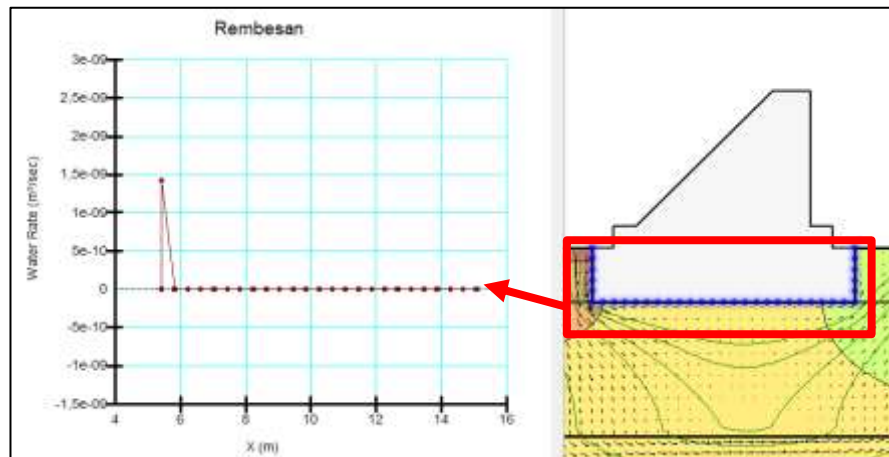 Rembesan
3e-09
2,5e-09
2e-09
1,5e-09
1e-09
5e-10
0
-5e-10
-1e-09
-1,5e-09
Water Rate (m³/sec)
4 6 8 10 12 14 16
X (m)